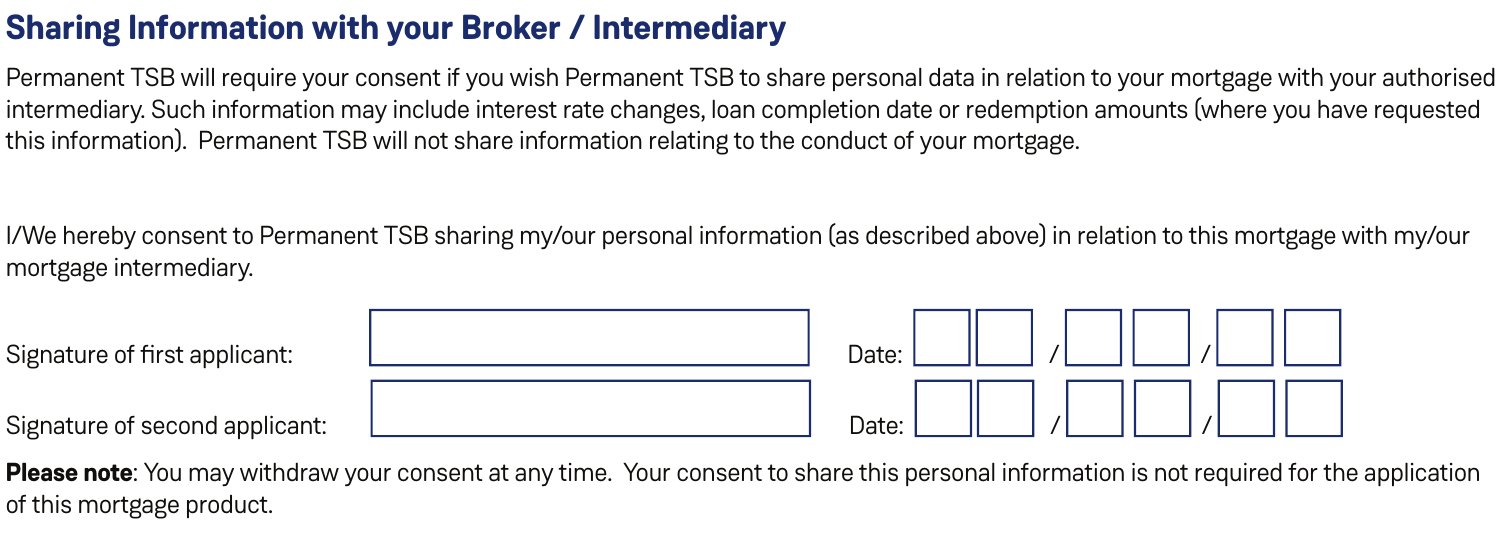 Sharing Information with your Broker / Intermediary
Permanent TSB will require your consent if you wish Permanent TSB to share personal data in relation to your mortgage with your authorised
intermediary. Such information may include interest rate changes, loan completion date or redemption amounts (where you have requested
this information).  Permanent TSB will not share information relating to the conduct of your mortgage.
I/We hereby consent to Permanent TSB sharing my/our personal information (as described above) in relation to this mortgage with my/our
mortgage intermediary.
Signature of first applicant: Date: / /
Signature of second applicant: Date: / /
Please note: You may withdraw your consent at any time.  Your consent to share this personal information is not required for the application
of this mortgage product.